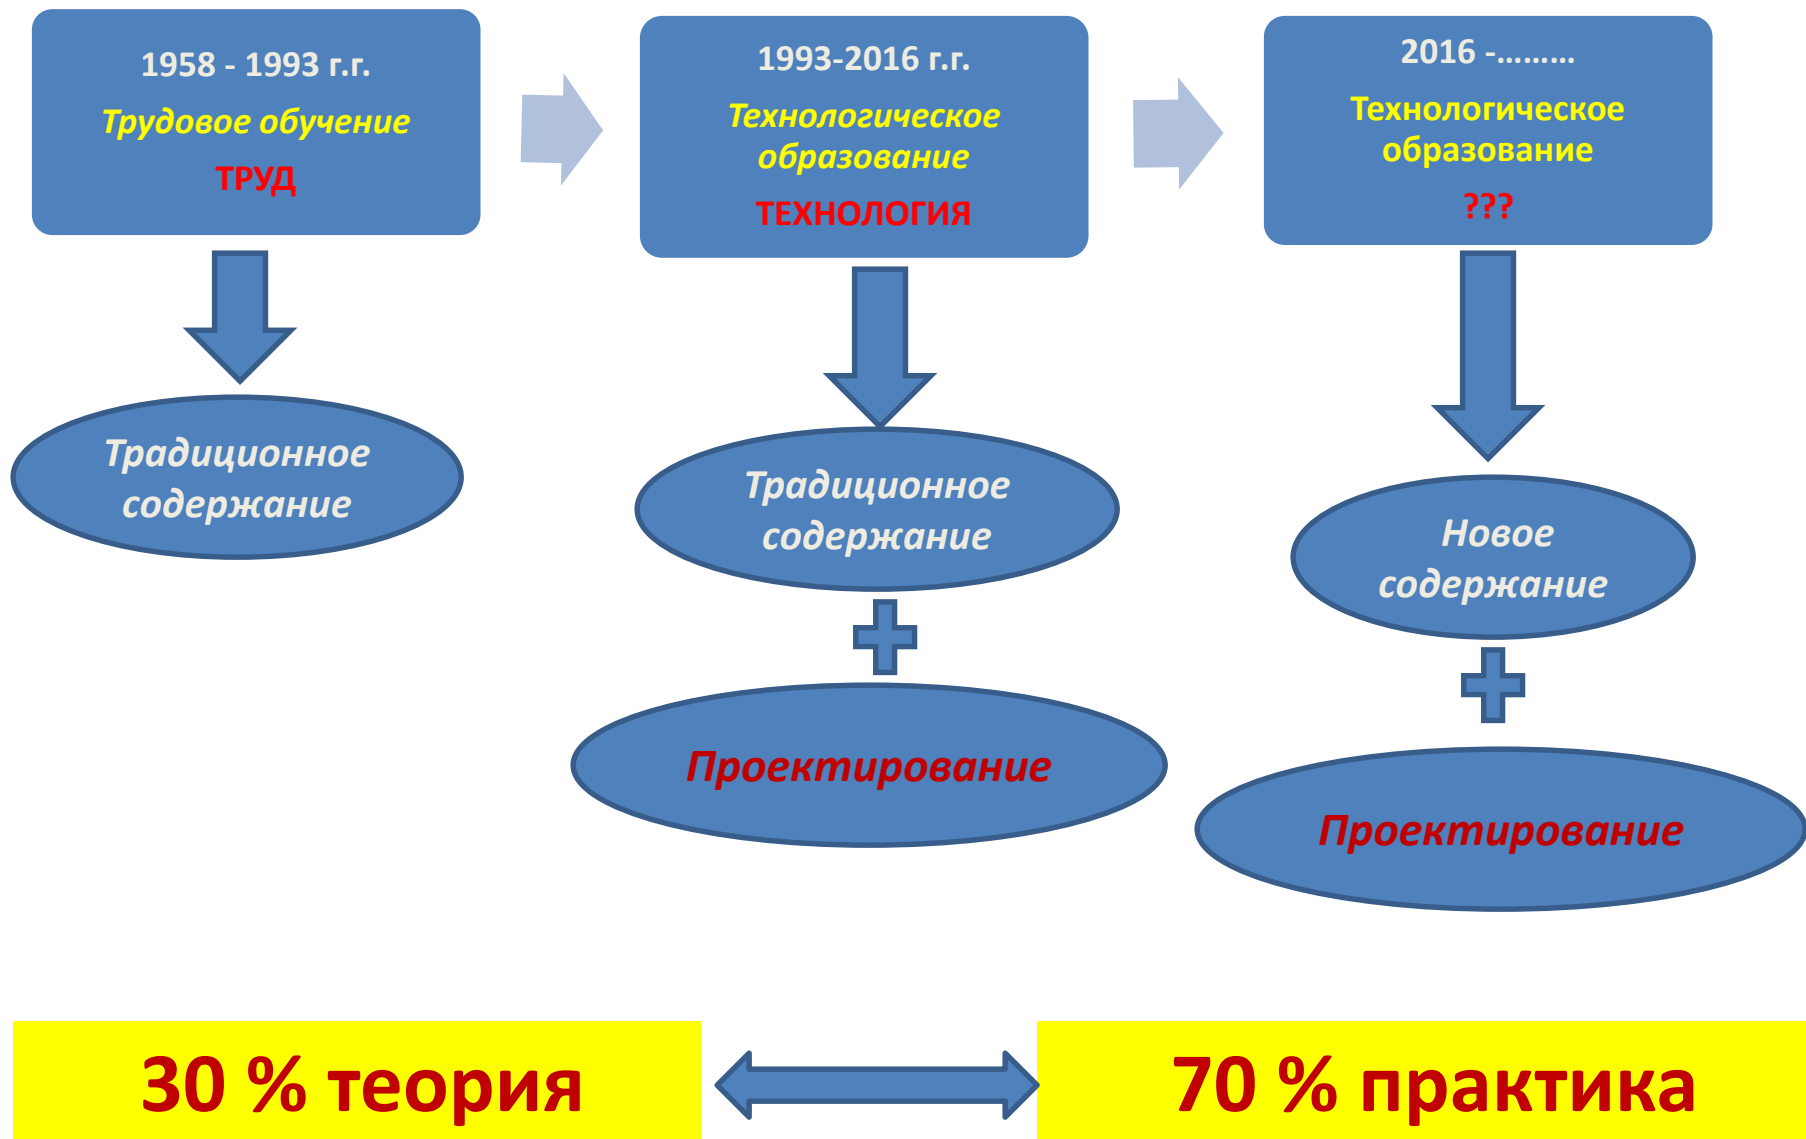 1958 - 1993 г.г.
Трудовое обучение
ТРУД
1993-2016 г.г.
Технологическое
образование
ТЕХНОЛОГИЯ
2016 -………
Технологическое
образование
???
Традиционное
содержание
Традиционное
содержание
Новое
содержание
Проектирование
Проектирование
30 % теория
70 % практика